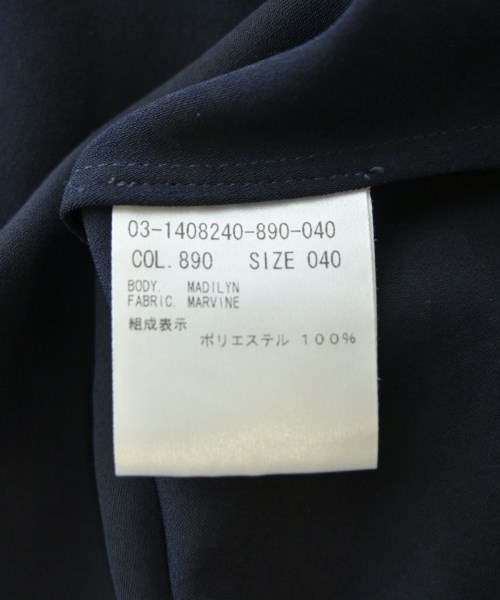 03-1408240-890-040
COL. 890 SIZE 040
BODY. MADILYN
FABRIC. MARVINE
組成表示
ポリエステル 100%